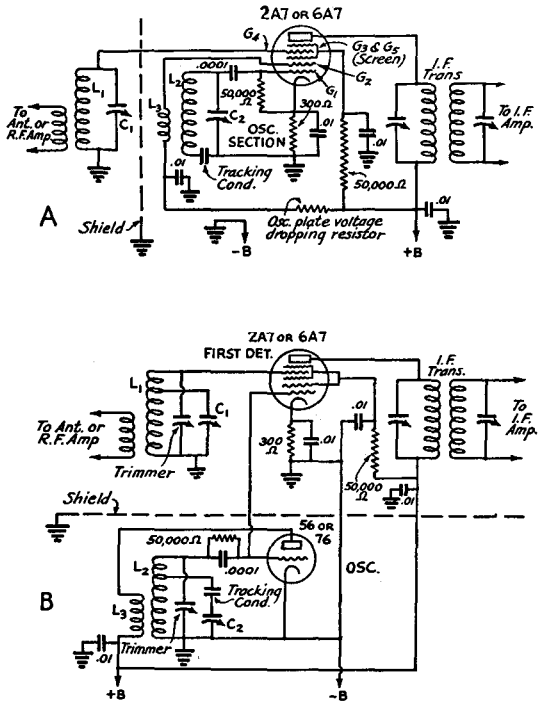 2A7 OR 6A7
G4
G3 & G5
(Screen)
G2
G1
I.F.
Trans.
.0001
L2
50,000
Ω
L1
L3
C1
C2
To
Ant. or
R.F. Amp.
300Ω
OSC.
SECTION
.01
.01
To I.F.
Amp.
.01
Tracking
Cond.
50,000Ω
A
Shield
Osc. plate voltage
dropping resistor
-B
.01
+B
2A7 OR 6A7
FIRST DET.
I.F.
Trans.
L1
C1
To Ant. or
R.F. Amp
Trimmer
300
Ω
.01
.01
50,000
Ω
To
I.F.
Amp.
.01
Shield
50,000Ω
56 OR
76
L2
.0001
OSC.
B
L3
Tracking
Cond.
C2
.01
Trimmer
+B
-B